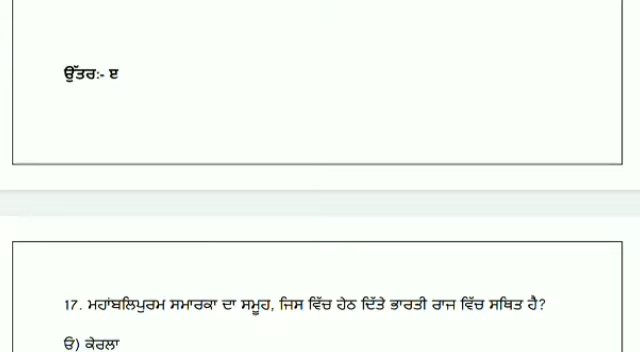 ਉੱਤਰ:- ੲ
17. ਮਹਾਂਬਲਿਪੁਰਮ ਸਮਾਰਕਾ ਦਾ ਸਮੂਹ, ਜਿਸ ਵਿੱਚ ਹੇਠ ਦਿੱਤੇ ਭਾਰਤੀ ਰਾਜ ਵਿੱਚ ਸਥਿਤ ਹੈ?
ੳ) ਕੇਰਲਾ